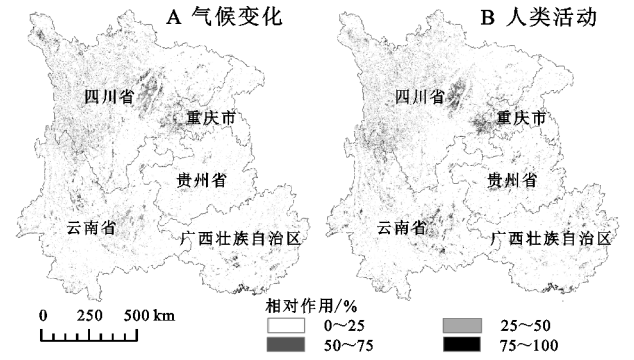 A 气候变化
B 人类活动
四川省
重庆市
贵州省
云南省
广西壮族自治区
四川省
重庆市
贵州省
云南省
广西壮族自治区
相对作用/%
0 250 500 km
0～25
25～50
50～75
75～100